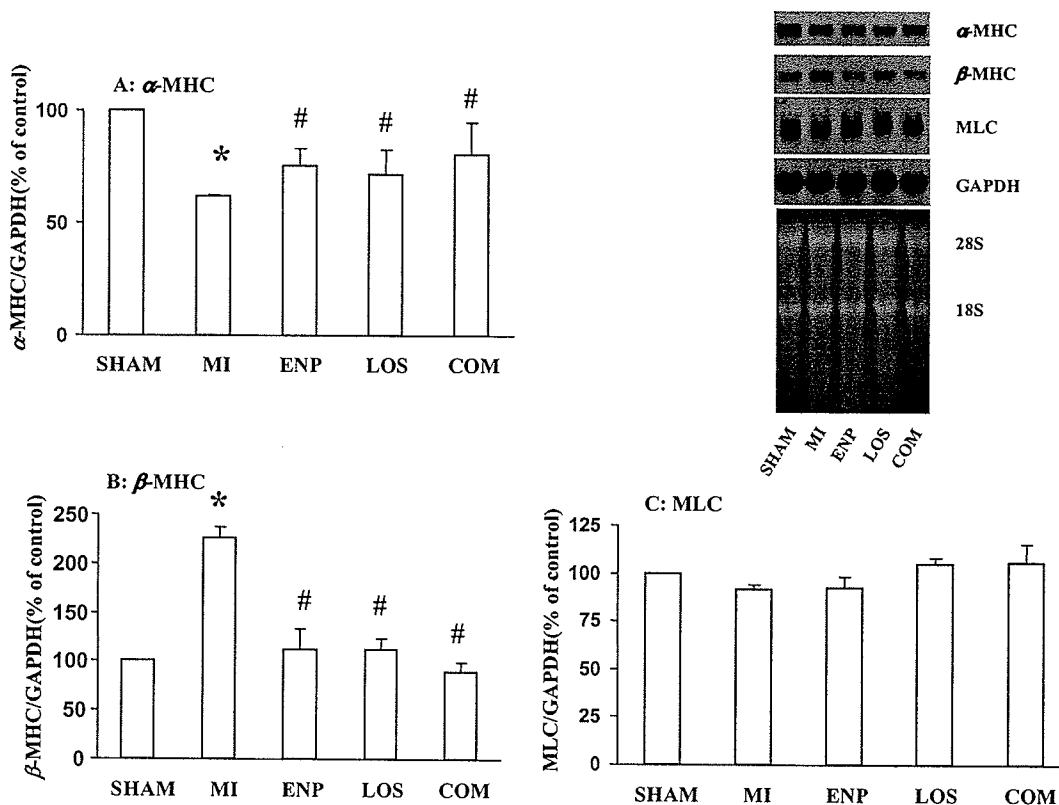 A: α-MHC
α-MHC/GAPDH(% of control)
100
50
0
*
#
#
#
SHAM MI ENP LOS COM
α-MHC
β-MHC
MLC
GAPDH
28S
18S
SHAM MI ENP LOS COM
B: β-MHC
β-MHC/GAPDH(% of control)
250
200
150
100
50
0
*
#
#
#
SHAM MI ENP LOS COM
C: MLC
MLC/GAPDH(% of control)
125
100
75
50
25
0
SHAM MI ENP LOS COM